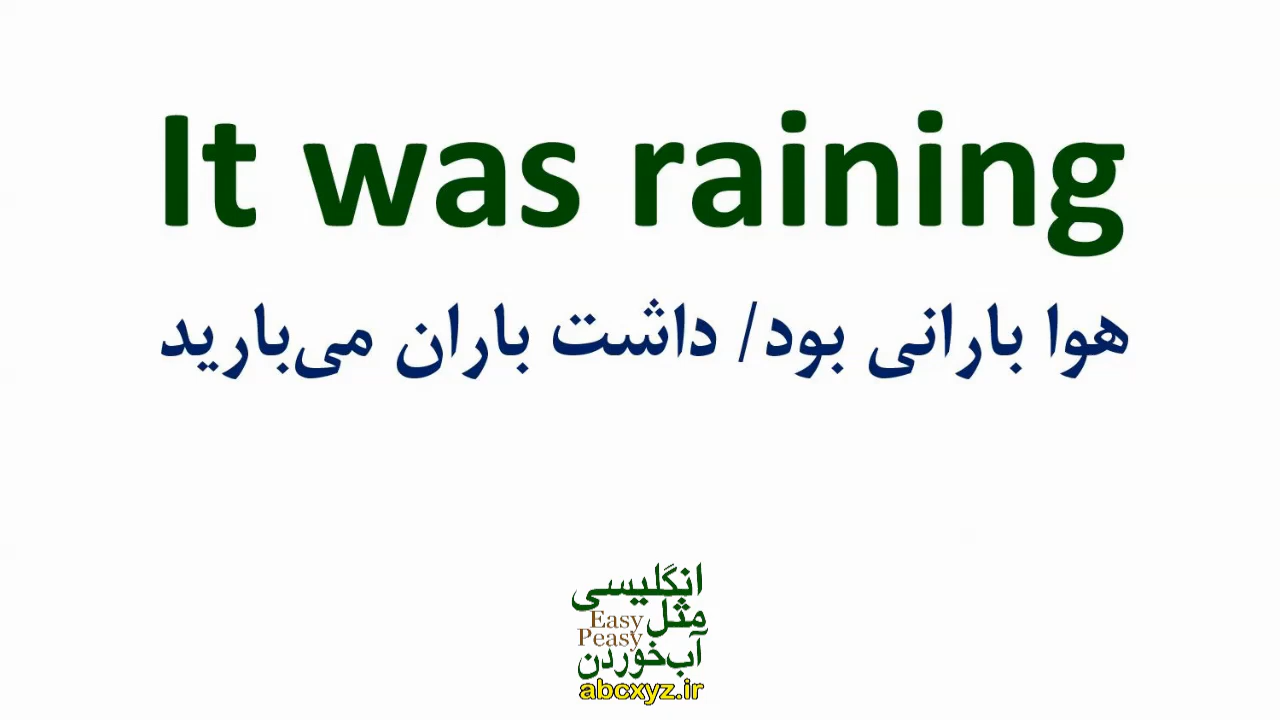 It was raining
هوا بارانی بود/ داشت باران می‌بارید
انگلیسی
مثل
Easy
Peasy
آب‌خوردن
abcxyz.ir